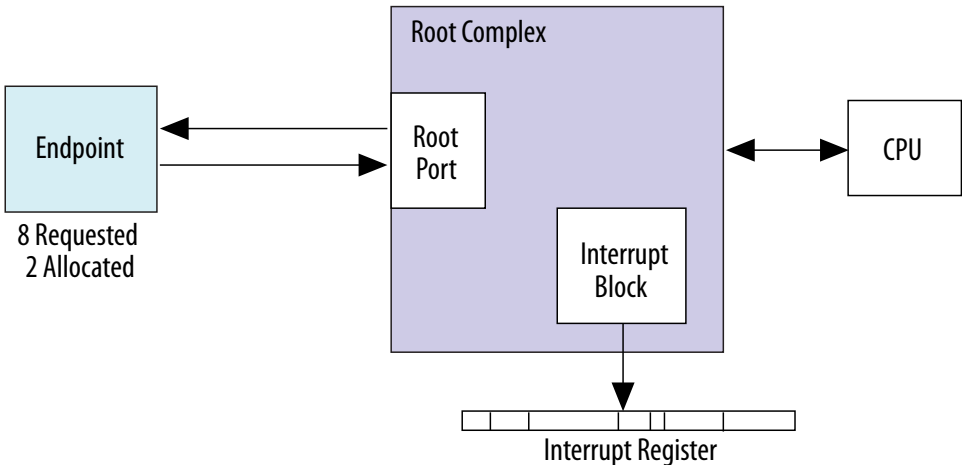 Root Complex
Endpoint
Root
Port
CPU
8 Requested
2 Allocated
Interrupt
Block
Interrupt Register